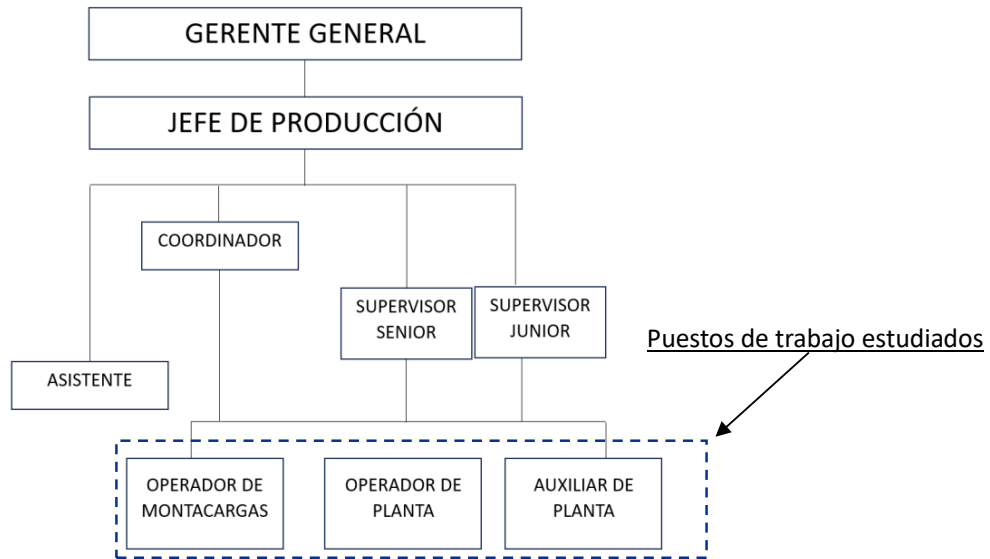 GERENTE GENERAL
JEFE DE PRODUCCIÓN
COORDINADOR
SUPERVISOR
SENIOR
SUPERVISOR
JUNIOR
Puestos de trabajo estudiados
ASISTENTE
OPERADOR DE
MONTACARGAS
OPERADOR DE
PLANTA
AUXILIAR DE
PLANTA